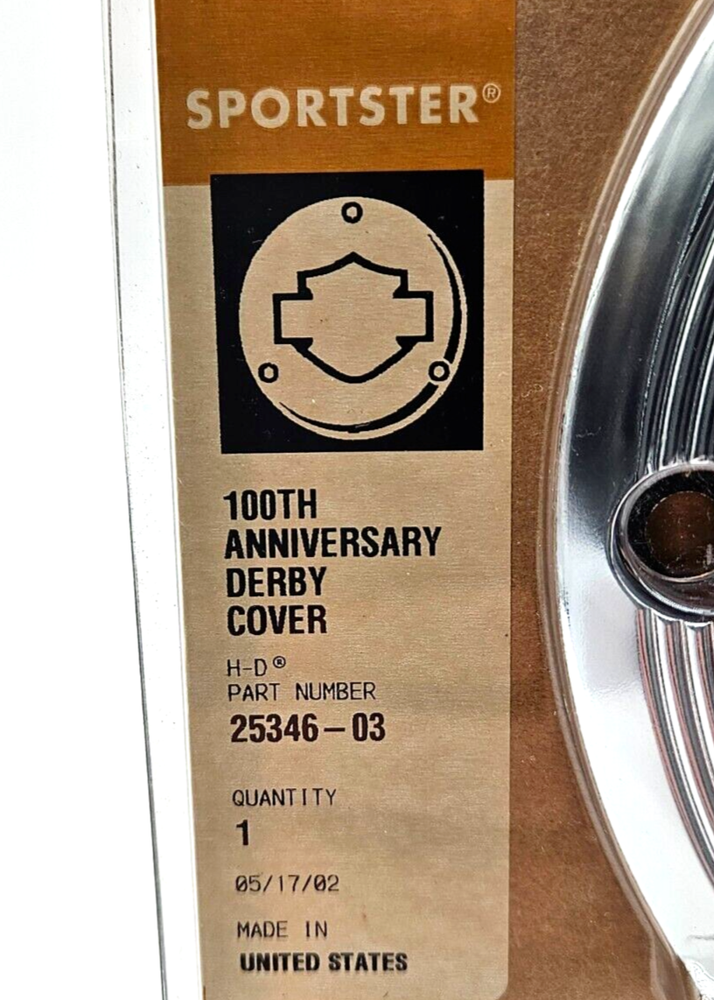 SPORTSTER®
100TH
ANNIVERSARY
DERBY
COVER
H-D®
PART NUMBER
25346-03
QUANTITY
1
05/17/02
MADE IN
UNITED STATES